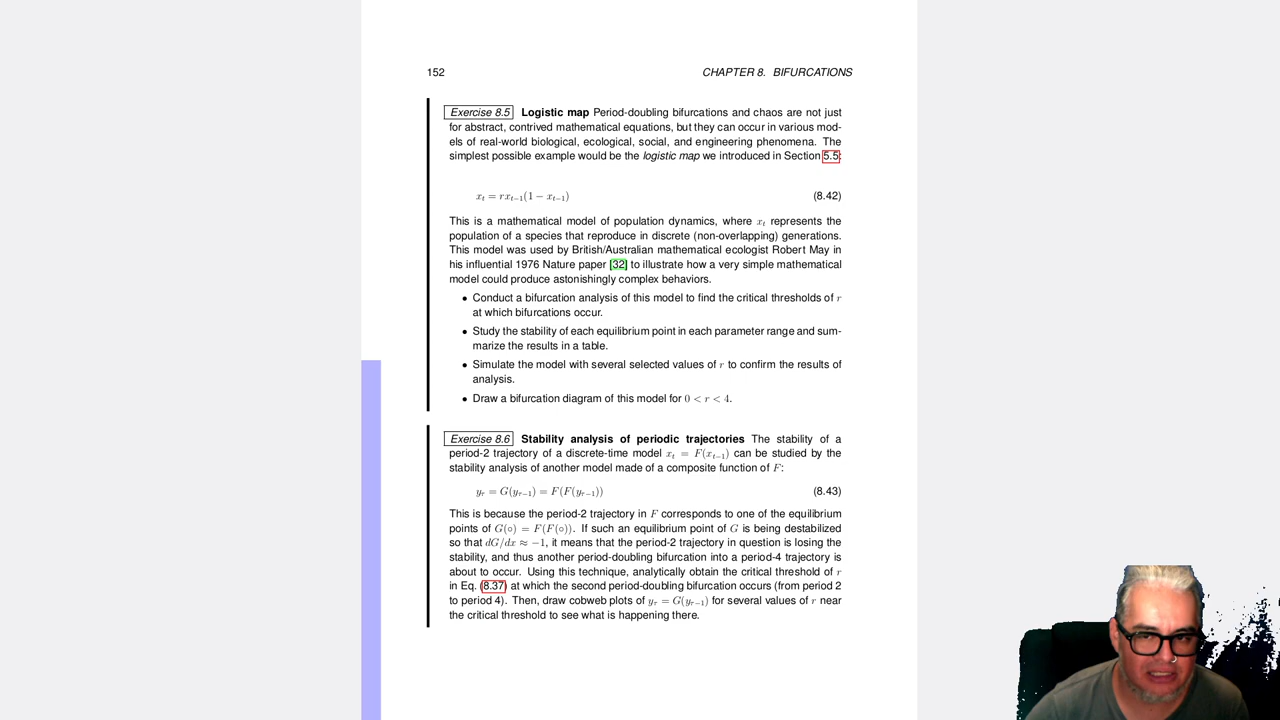 152 CHAPTER 8. BIFURCATIONS
Exercise 8.5 Logistic map Period-doubling bifurcations and chaos are not just
for abstract, contrived mathematical equations, but they can occur in various mod-
els of real-world biological, ecological, social, and engineering phenomena. The
simplest possible example would be the logistic map we introduced in Section 5.5:
xₜ = rxₜ₋₁(1 − xₜ₋₁) (8.42)
This is a mathematical model of population dynamics, where xₜ represents the
population of a species that reproduce in discrete (non-overlapping) generations.
This model was used by British/Australian mathematical ecologist Robert May in
his influential 1976 Nature paper [32] to illustrate how a very simple mathematical
model could produce astonishingly complex behaviors.
• Conduct a bifurcation analysis of this model to find the critical thresholds of r
at which bifurcations occur.
• Study the stability of each equilibrium point in each parameter range and sum-
marize the results in a table.
• Simulate the model with several selected values of r to confirm the results of
analysis.
• Draw a bifurcation diagram of this model for 0 < r < 4.
Exercise 8.6 Stability analysis of periodic trajectories The stability of a
period-2 trajectory of a discrete-time model xₜ = F(xₜ₋₁) can be studied by the
stability analysis of another model made of a composite function of F:
y_τ = G(y_τ₋₁) = F(F(y_τ₋₁)) (8.43)
This is because the period-2 trajectory in F corresponds to one of the equilibrium
points of G(○) = F(F(○)). If such an equilibrium point of G is being destabilized
so that dG/dx ≈ −1, it means that the period-2 trajectory in question is losing the
stability, and thus another period-doubling bifurcation into a period-4 trajectory is
about to occur. Using this technique, analytically obtain the critical threshold of r
in Eq. (8.37) at which the second period-doubling bifurcation occurs (from period 2
to period 4). Then, draw cobweb plots of y_τ = G(y_τ₋₁) for several values of r near
the critical threshold to see what is happening there.